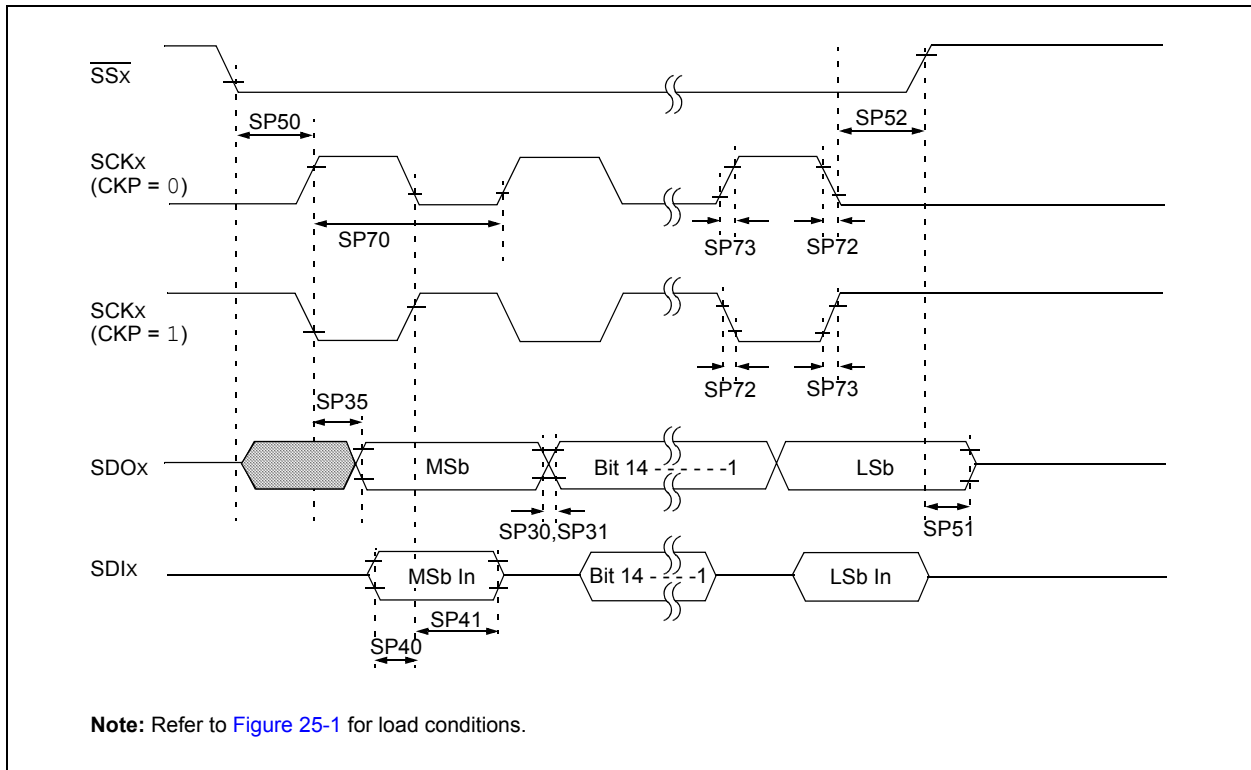 SSx
SP50
SP52
SCKx
(CKP = 0)
SP70
SP73
SP72
SCKx
(CKP = 1)
SP72
SP73
SP35
SDOx
MSb
Bit 14 - - - - - -1
LSb
SP30,SP31
SP51
SDIx
MSb In
Bit 14 - - - - -1
LSb In
SP41
SP40
Note: Refer to Figure 25-1 for load conditions.